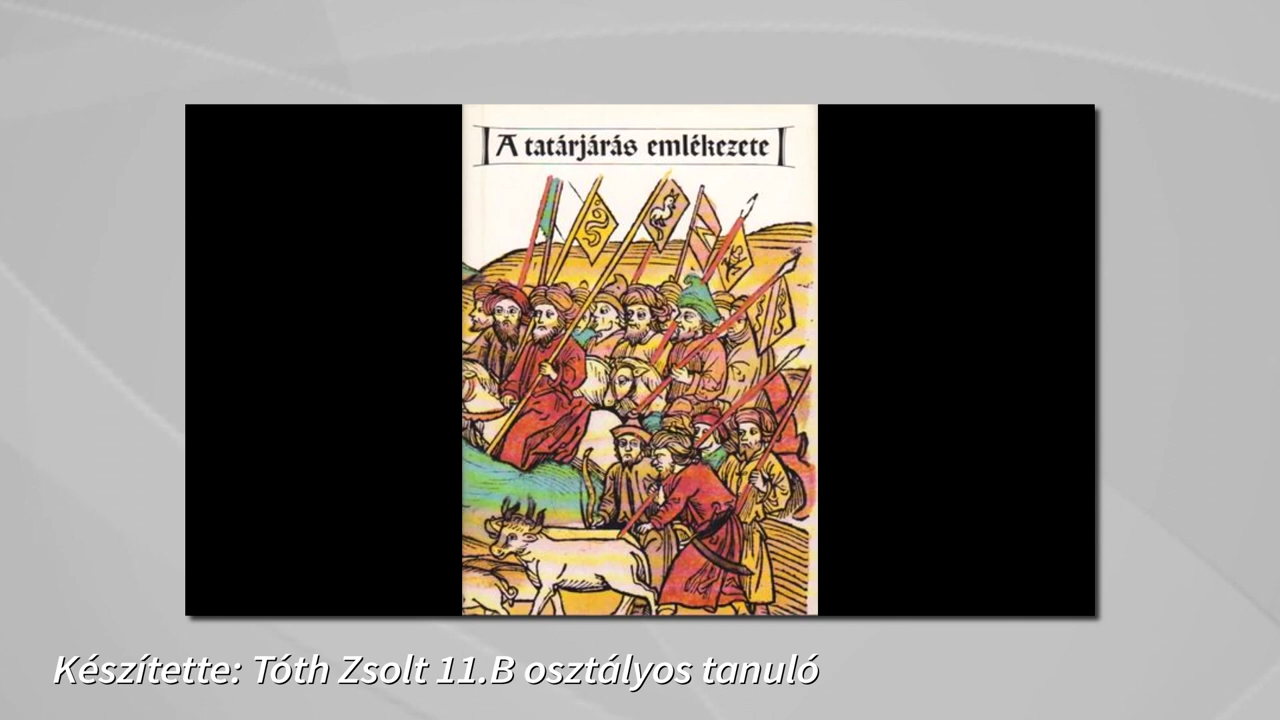 A tatárjárás emlékezete
Készítette: Tóth Zsolt 11.B osztályos tanuló